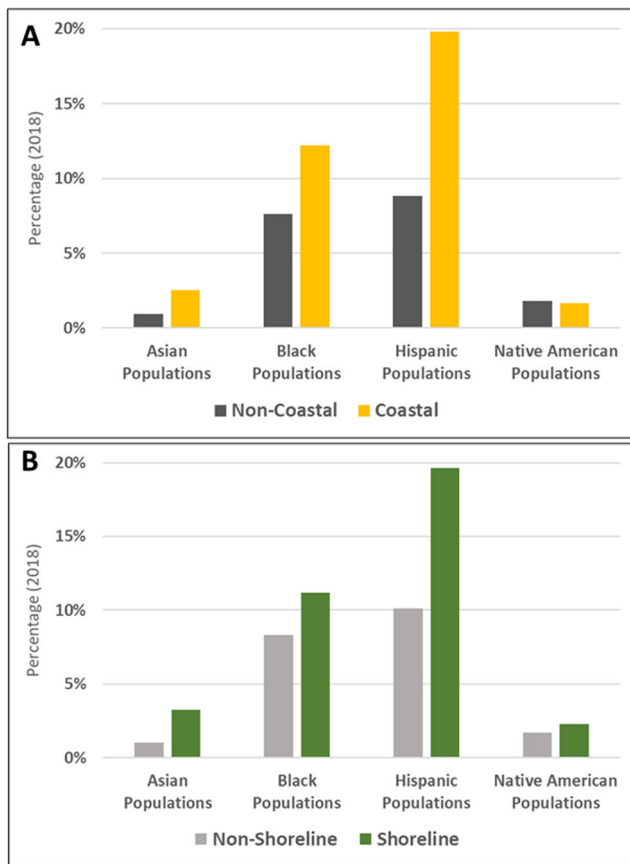 A
20%
15%
10%
5%
0%
Percentage (2018)
Asian Populations
Black Populations
Hispanic Populations
Native American Populations
Non-Coastal
Coastal
B
20%
15%
10%
5%
0%
Percentage (2018)
Asian Populations
Black Populations
Hispanic Populations
Native American Populations
Non-Shoreline
Shoreline